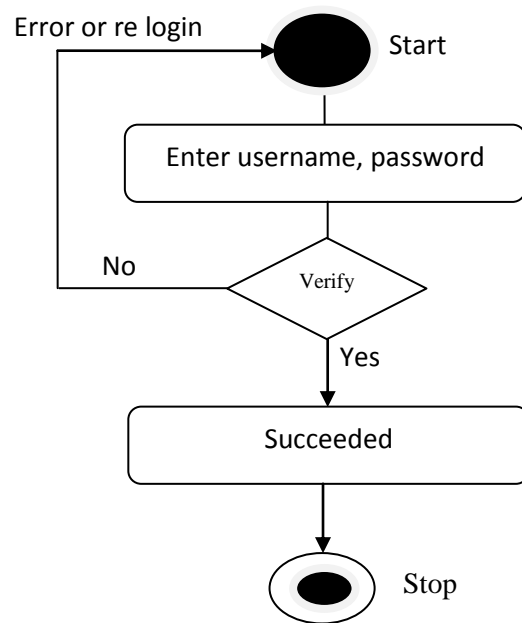 Error or re login
Start
Enter username, password
No
Verify
Yes
Succeeded
Stop